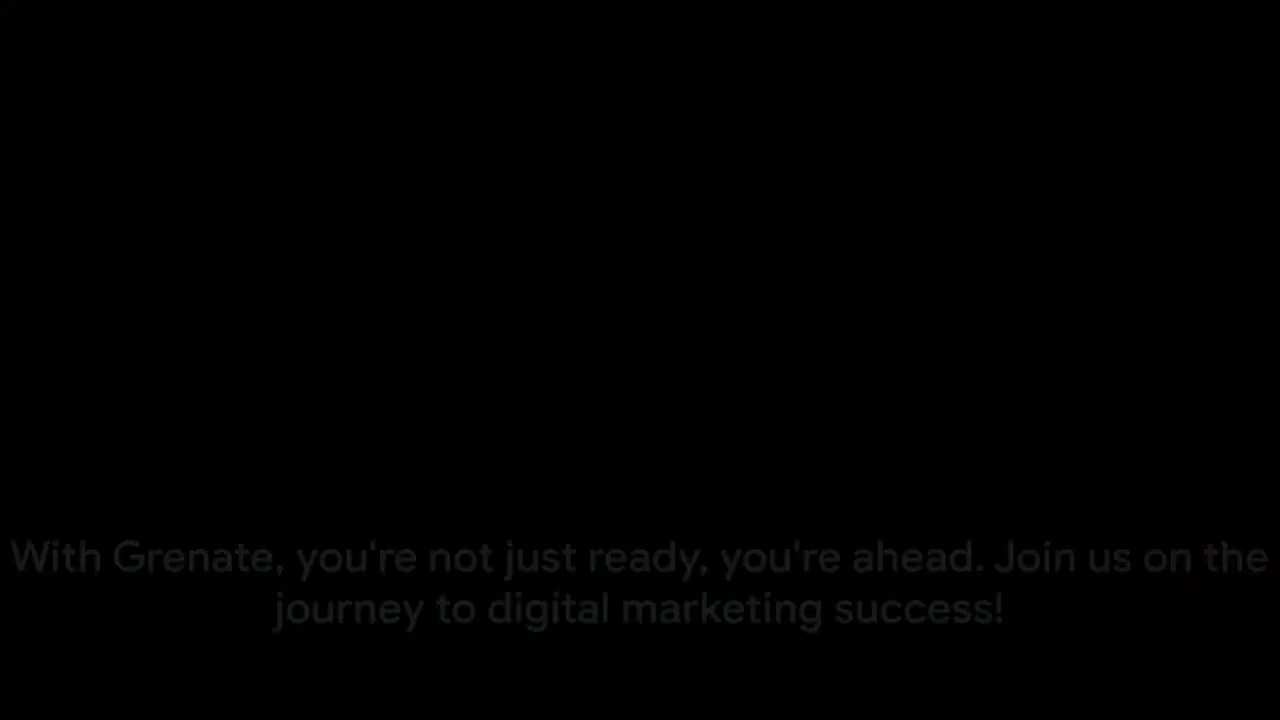 With Grenate, you're not just ready, you're ahead. Join us on the
journey to digital marketing success!